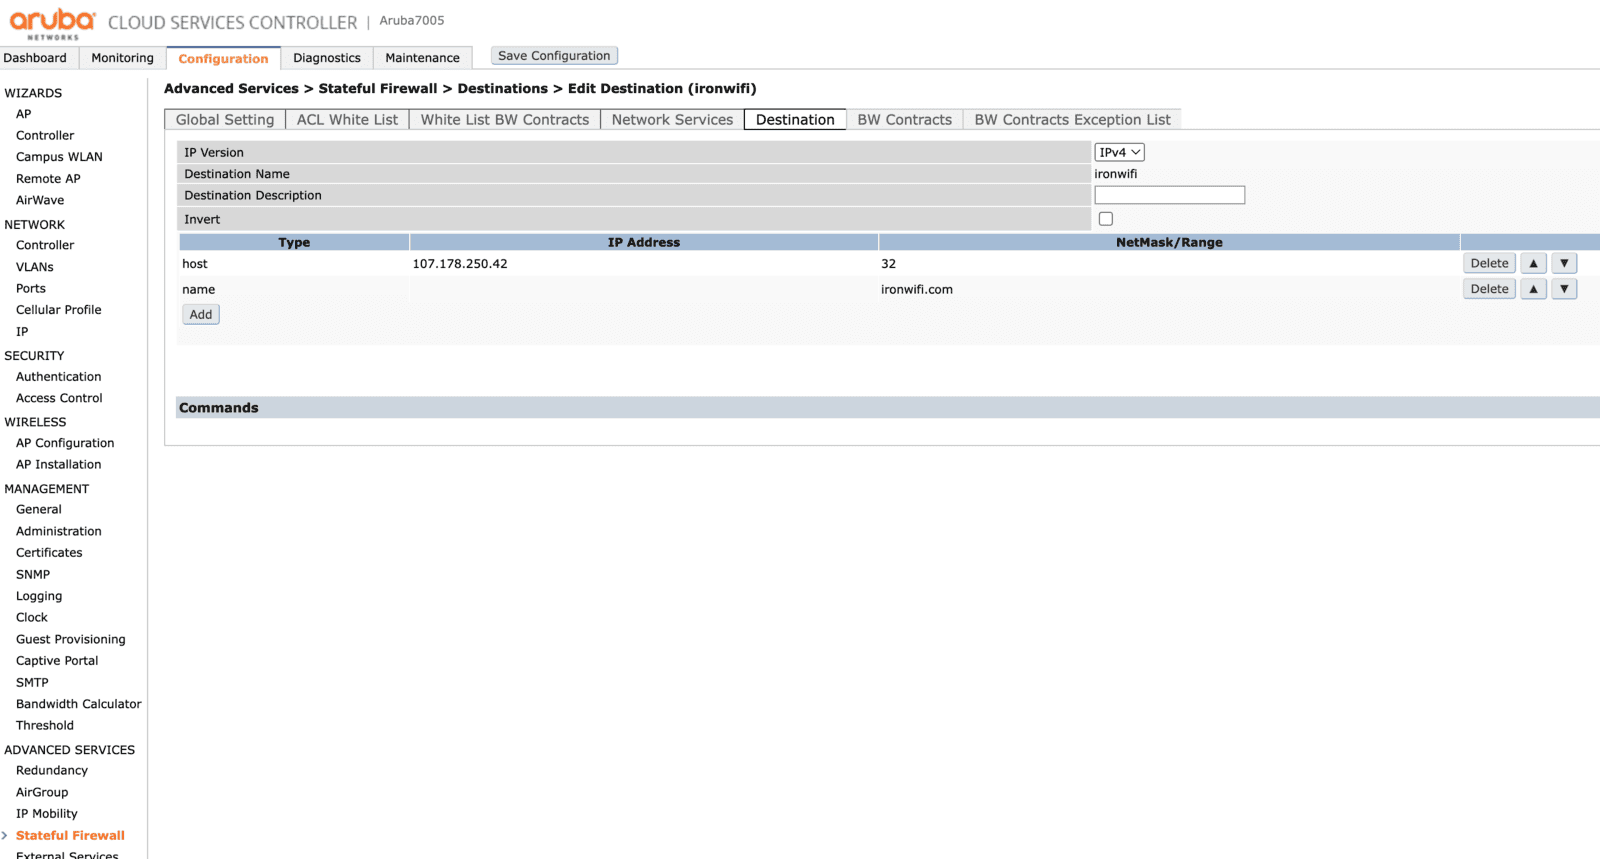 aruba NETWORKS CLOUD SERVICES CONTROLLER | Aruba7005
Dashboard Monitoring Configuration Diagnostics Maintenance Save Configuration
WIZARDS
AP
Controller
Campus WLAN
Remote AP
AirWave
NETWORK
Controller
VLANs
Ports
Cellular Profile
IP
SECURITY
Authentication
Access Control
WIRELESS
AP Configuration
AP Installation
MANAGEMENT
General
Administration
Certificates
SNMP
Logging
Clock
Guest Provisioning
Captive Portal
SMTP
Bandwidth Calculator
Threshold
ADVANCED SERVICES
Redundancy
AirGroup
IP Mobility
> Stateful Firewall
External Services
Advanced Services > Stateful Firewall > Destinations > Edit Destination (ironwifi)
Global Setting ACL White List White List BW Contracts Network Services Destination BW Contracts BW Contracts Exception List
IP Version IPv4
Destination Name ironwifi
Destination Description
Invert
Type IP Address NetMask/Range
host 107.178.250.42 32 Delete ▲ ▼
name ironwifi.com Delete ▲ ▼
Add
Commands